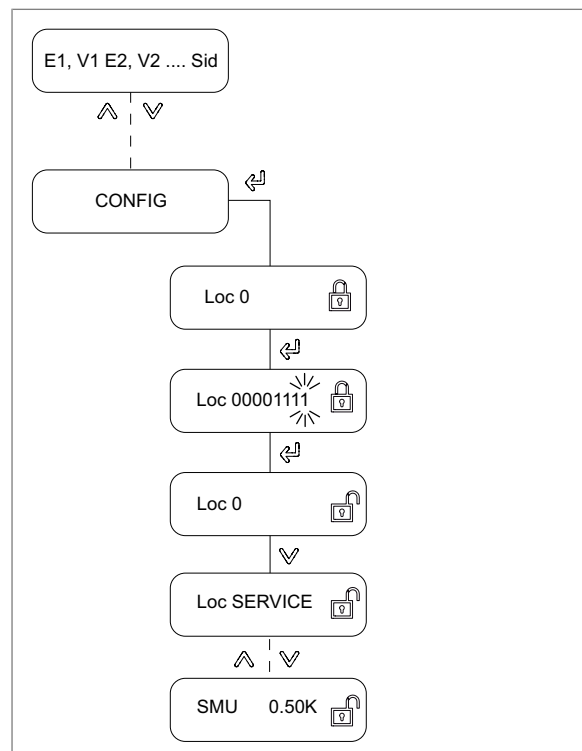 E1, V1 E2, V2 .... Sid
CONFIG
Loc 0
Loc 00001111
Loc 0
Loc SERVICE
SMU 0.50K